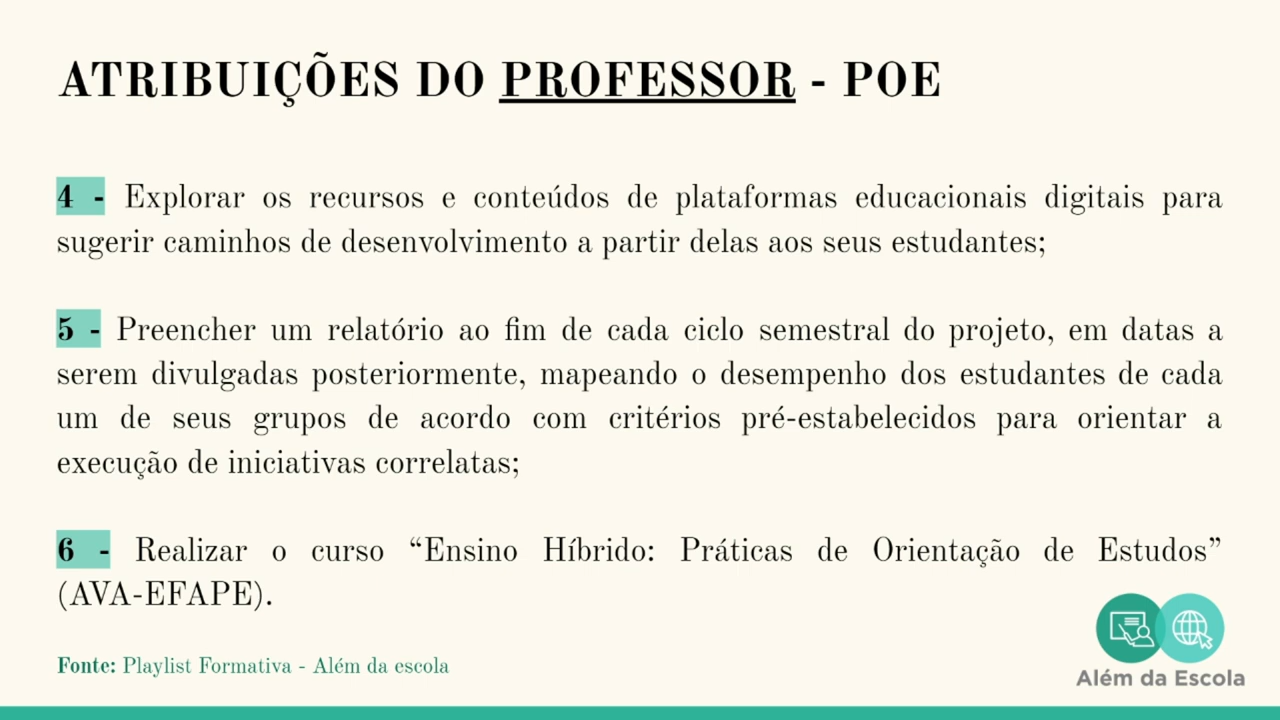 ATRIBUIÇÕES DO PROFESSOR - POE
4 - Explorar os recursos e conteúdos de plataformas educacionais digitais para
sugerir caminhos de desenvolvimento a partir delas aos seus estudantes;
5 - Preencher um relatório ao fim de cada ciclo semestral do projeto, em datas a
serem divulgadas posteriormente, mapeando o desempenho dos estudantes de cada
um de seus grupos de acordo com critérios pré-estabelecidos para orientar a
execução de iniciativas correlatas;
6 - Realizar o curso “Ensino Híbrido: Práticas de Orientação de Estudos”
(AVA-EFAPE).
Fonte: Playlist Formativa - Além da escola
Além da Escola